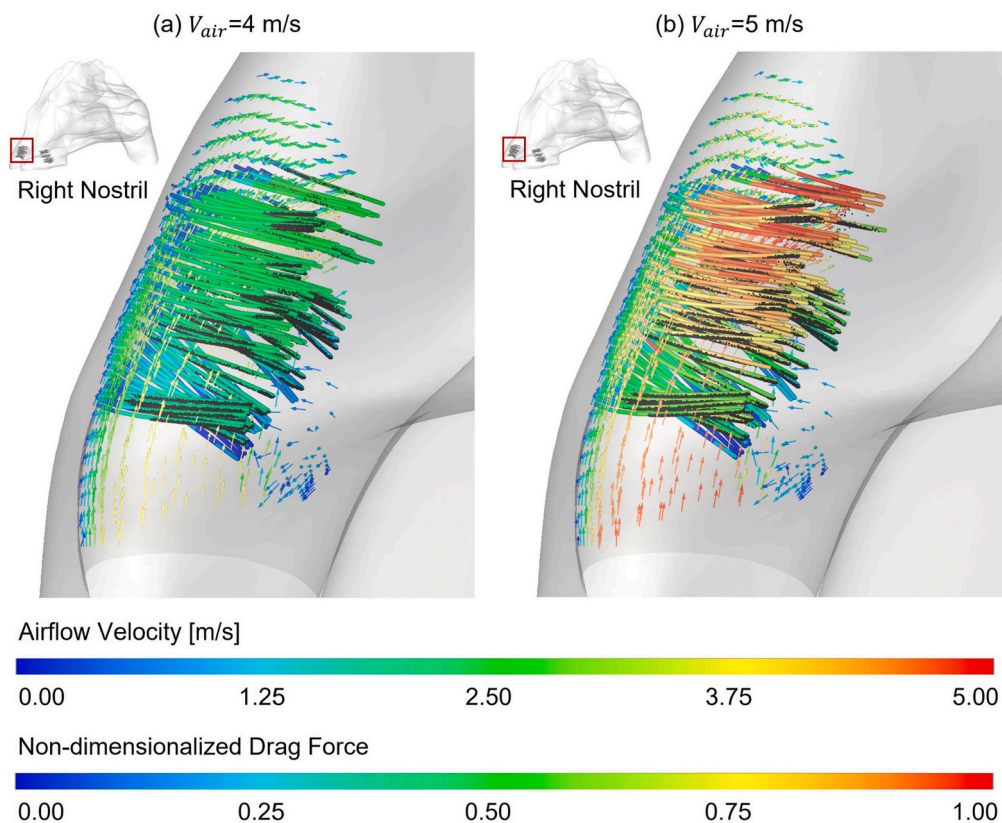 (a) V_air=4 m/s
(b) V_air=5 m/s
Right Nostril
Right Nostril
Airflow Velocity [m/s]
0.00 1.25 2.50 3.75 5.00
Non-dimensionalized Drag Force
0.00 0.25 0.50 0.75 1.00